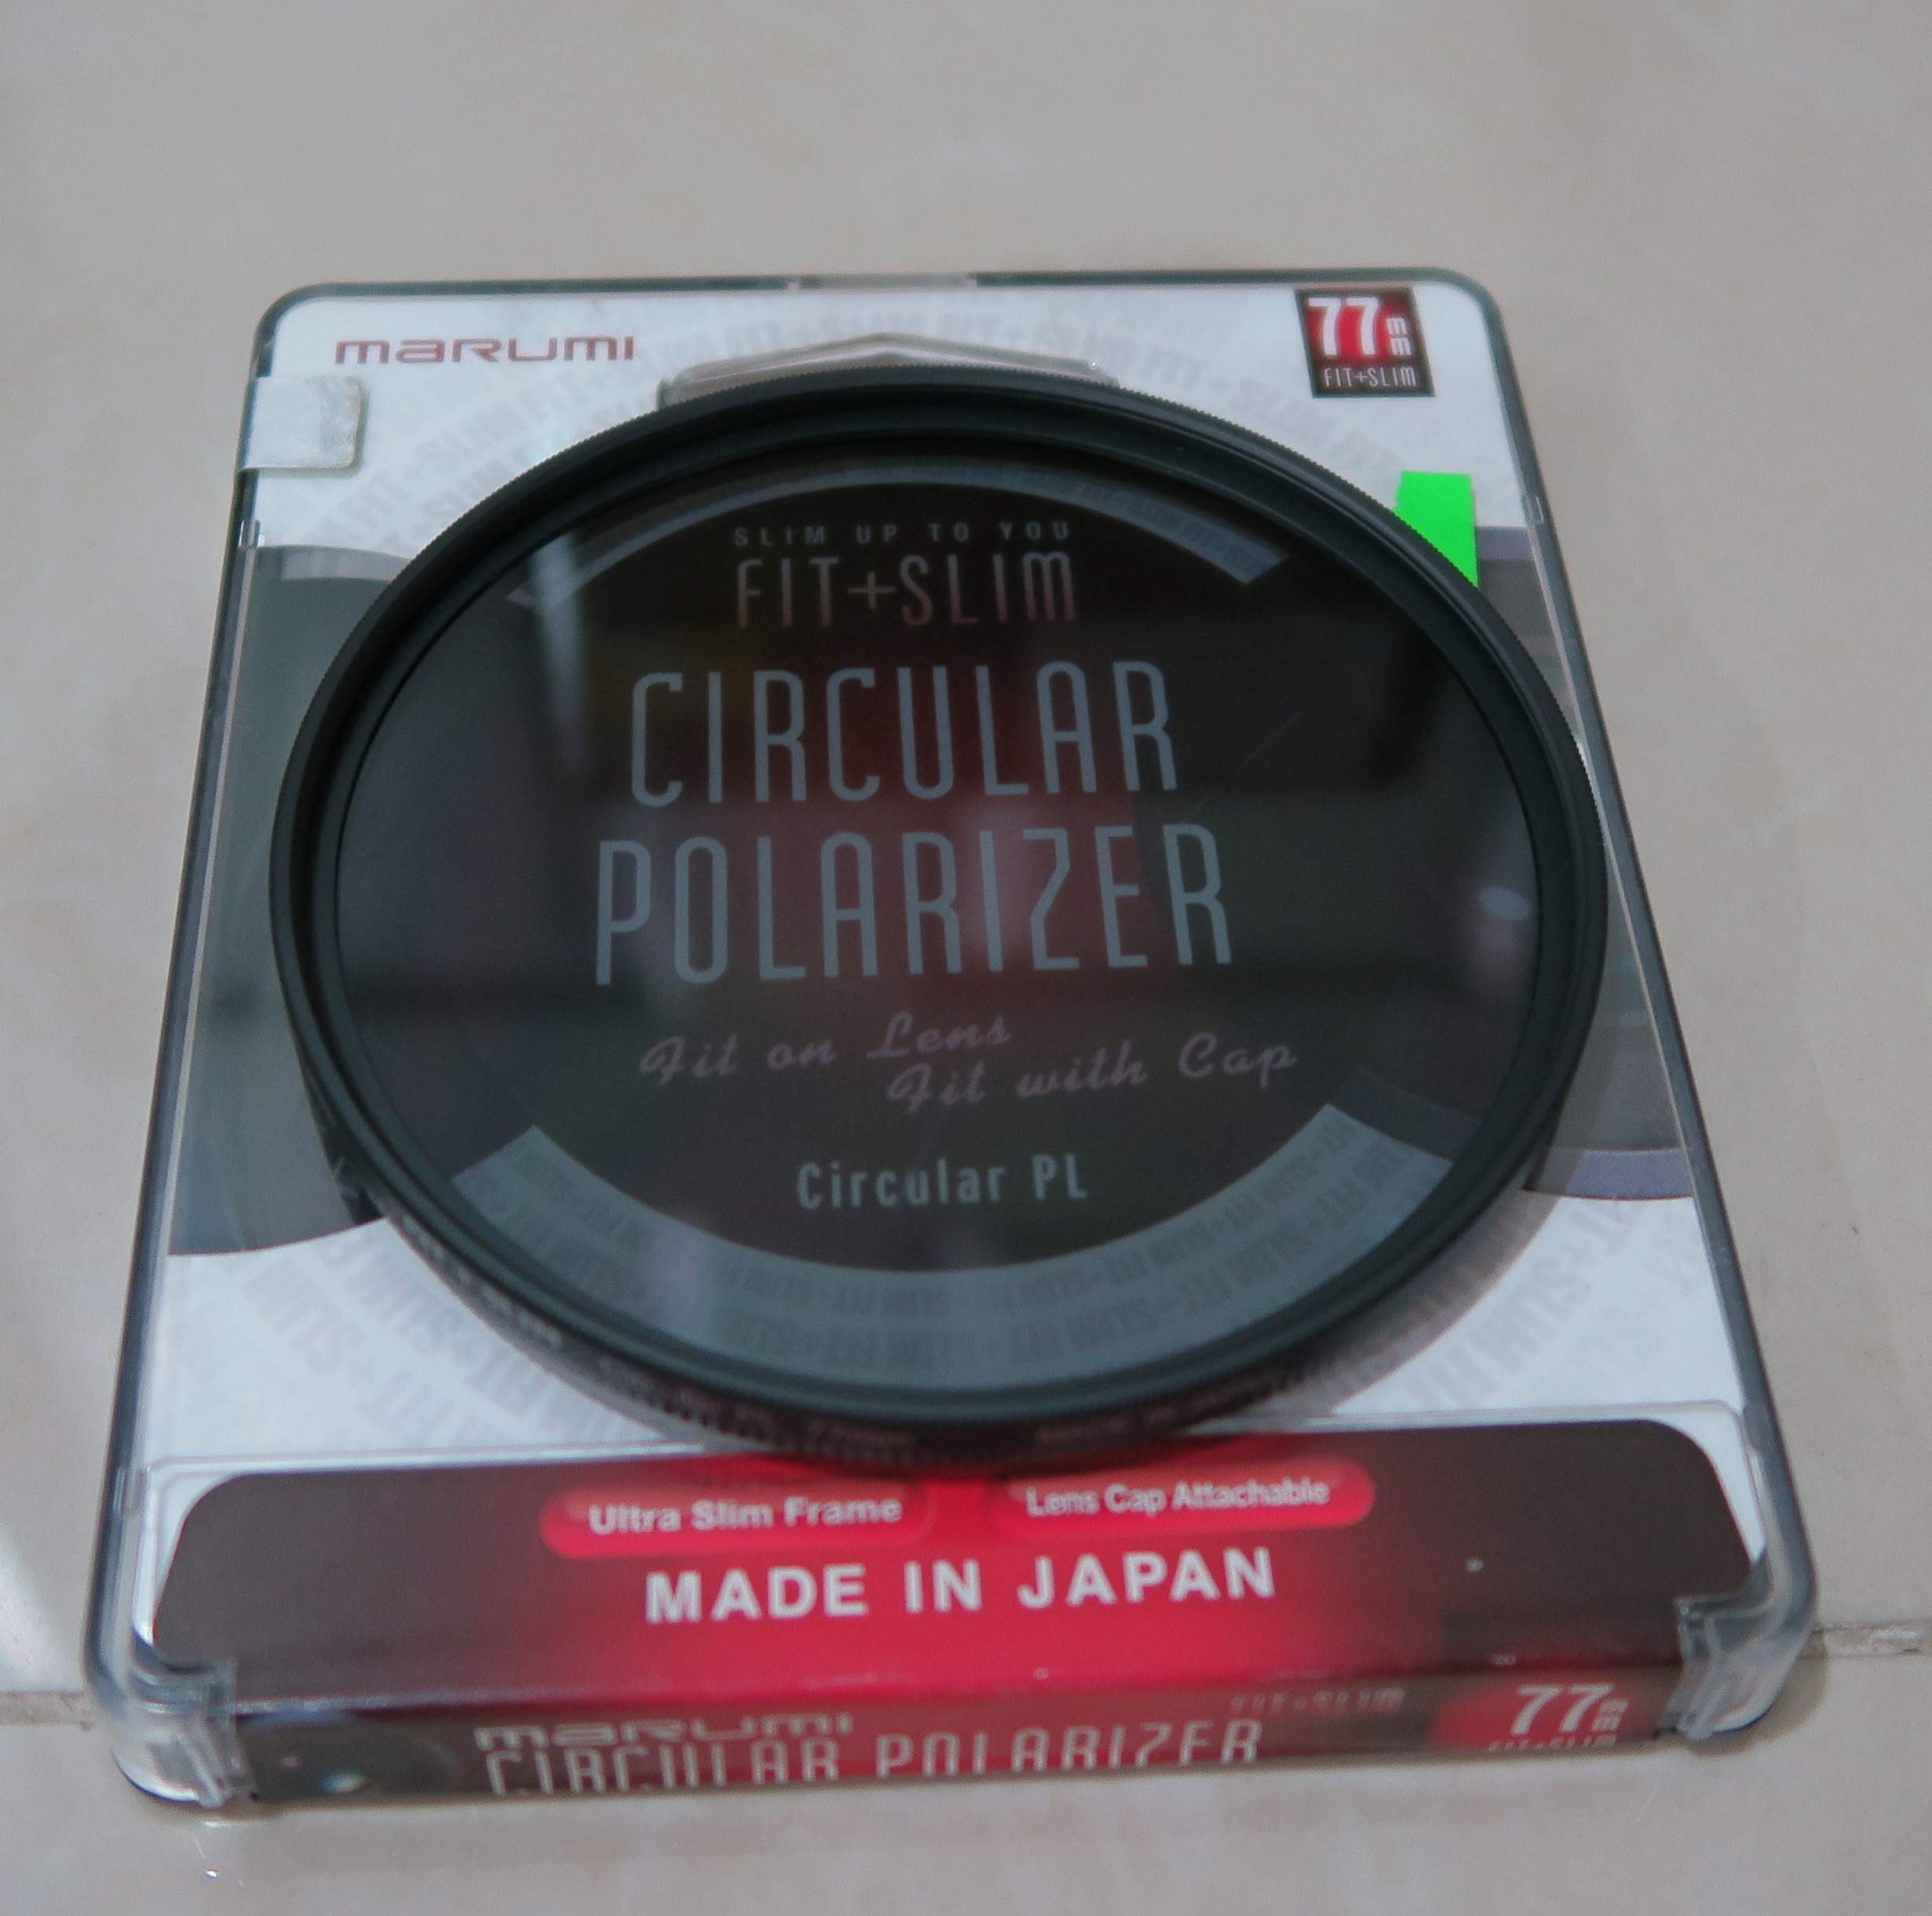 marumi
77mm
FIT+SLIM
SLIM UP TO YOU
FIT+SLIM
CIRCULAR
POLARIZER
Fit on Lens
Fit with Cap
Circular PL
Ultra Slim Frame
Lens Cap Attachable
MADE IN JAPAN
marumi
FIT+SLIM
CIRCULAR POLARIZER
77mm
FIT+SLIM